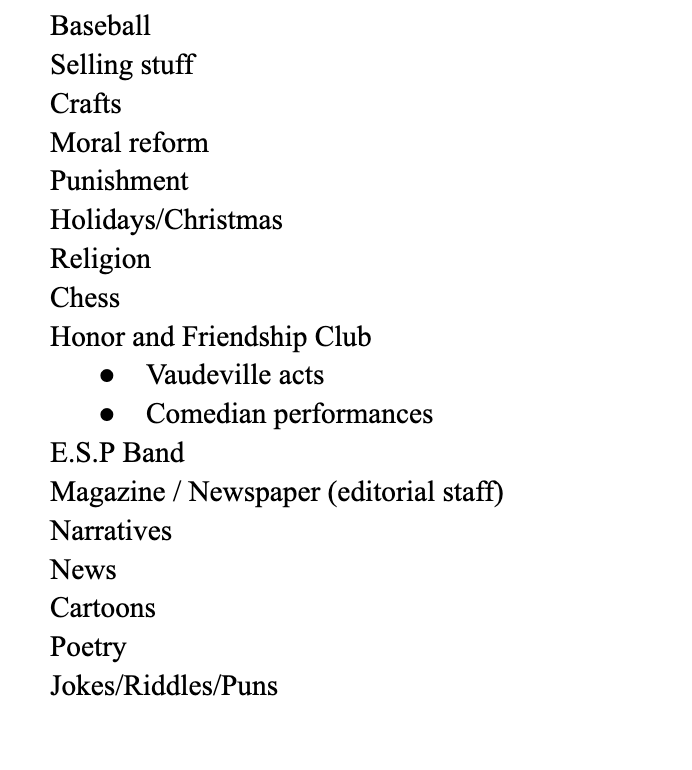 Baseball
Selling stuff
Crafts
Moral reform
Punishment
Holidays/Christmas
Religion
Chess
Honor and Friendship Club
● Vaudeville acts
● Comedian performances
E.S.P Band
Magazine / Newspaper (editorial staff)
Narratives
News
Cartoons
Poetry
Jokes/Riddles/Puns